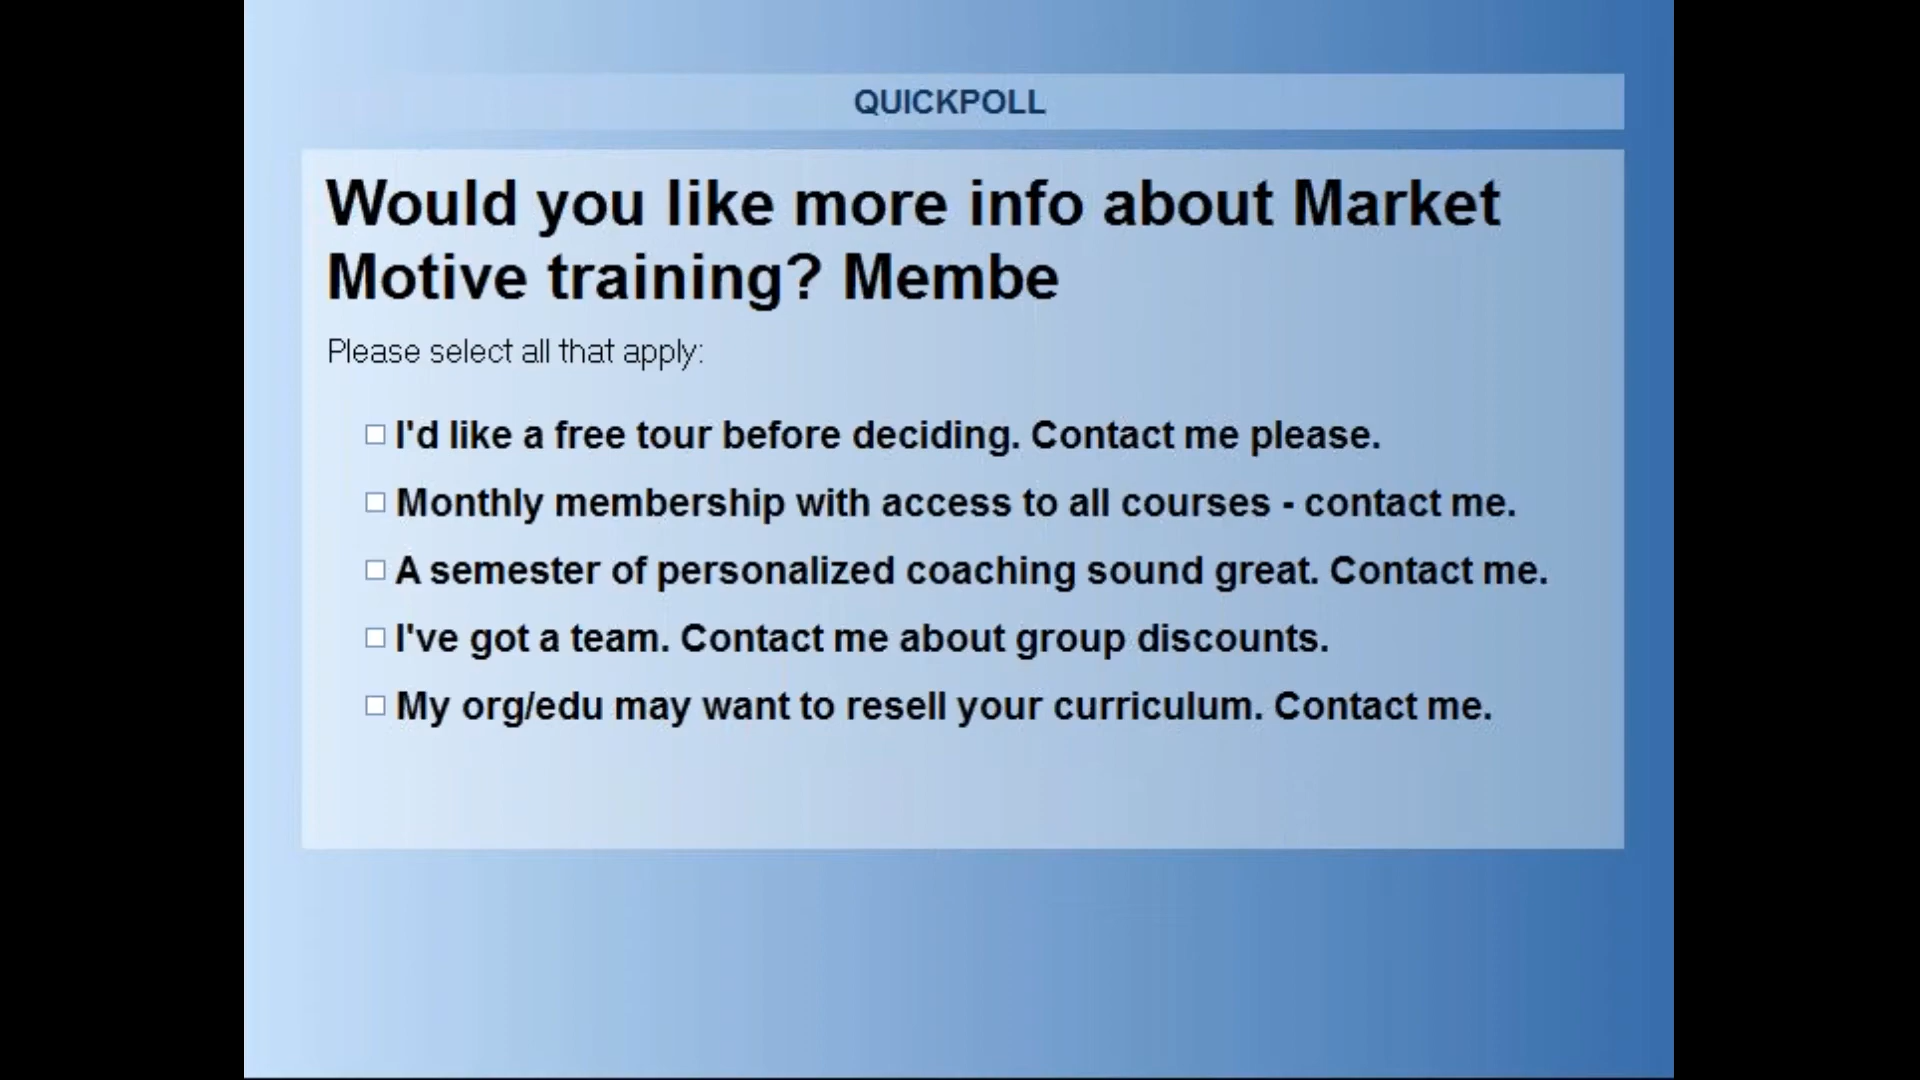 QUICKPOLL
Would you like more info about Market
Motive training? Membe
Please select all that apply:
I'd like a free tour before deciding. Contact me please.
Monthly membership with access to all courses - contact me.
A semester of personalized coaching sound great. Contact me.
I've got a team. Contact me about group discounts.
My org/edu may want to resell your curriculum. Contact me.